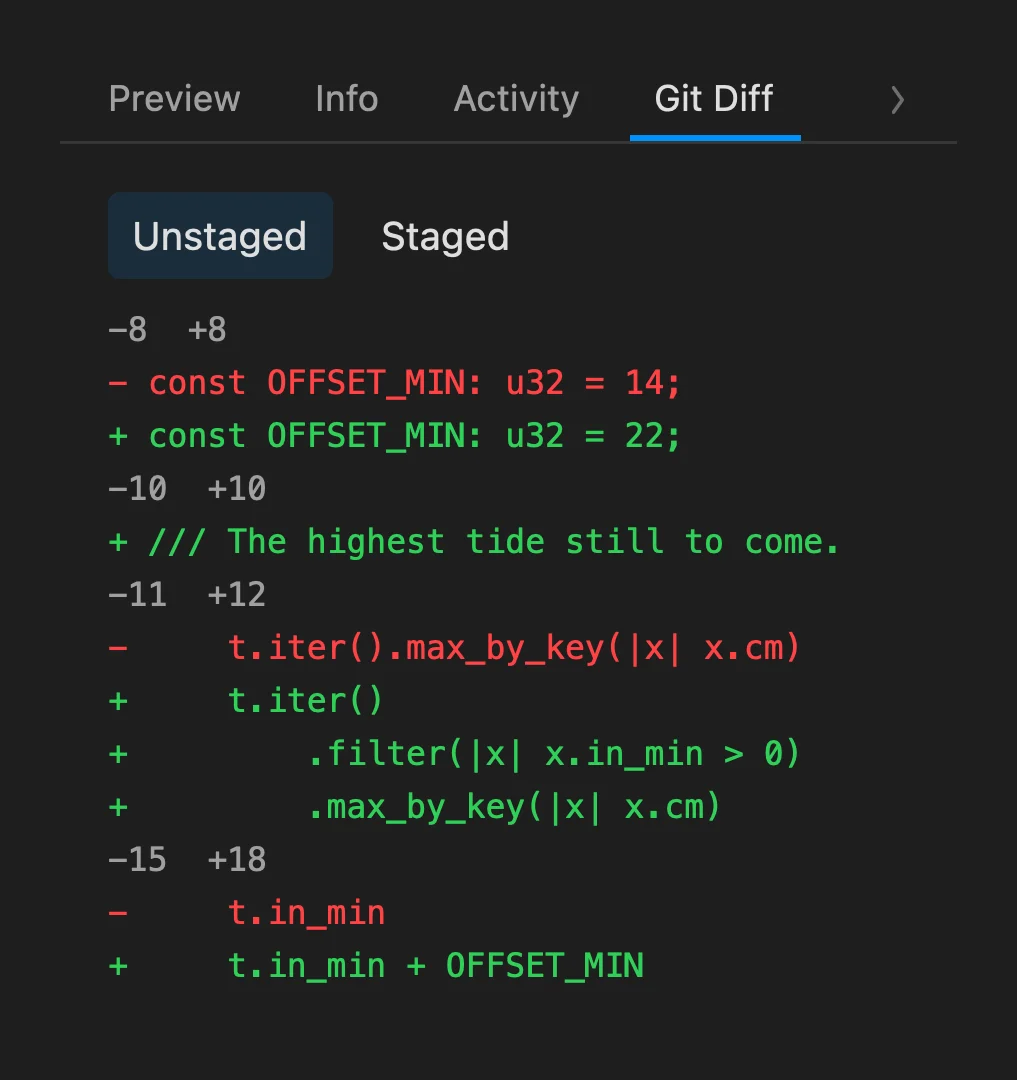 Preview Info Activity Git Diff
Unstaged Staged
−8 +8
− const OFFSET_MIN: u32 = 14;
+ const OFFSET_MIN: u32 = 22;
−10 +10
+ /// The highest tide still to come.
−11 +12
−     t.iter().max_by_key(|x| x.cm)
+     t.iter()
+         .filter(|x| x.in_min > 0)
+         .max_by_key(|x| x.cm)
−15 +18
−     t.in_min
+     t.in_min + OFFSET_MIN